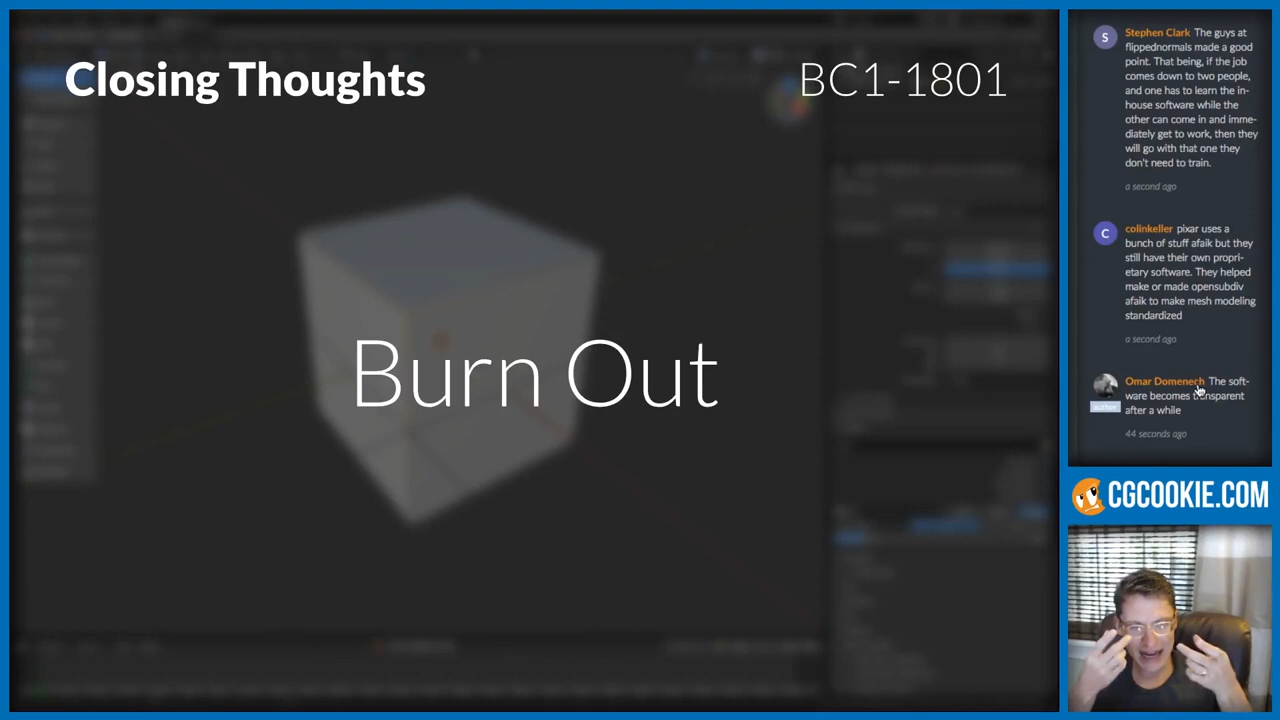 Closing Thoughts
BC1-1801
Burn Out
S
Stephen Clark The guys at
flippednormals made a good
point. That being, if the job
comes down to two people,
and one has to learn the in-
house software while the
other can come in and imme-
diately get to work, then they
will go with that one they
don't need to train.
a second ago
C
colinkeller pixar uses a
bunch of stuff afaik but they
still have their own propri-
etary software. They helped
make or made opensubdiv
afaik to make mesh modeling
standardized
a second ago
Omar Domenech The soft-
ware becomes transparent
author
after a while
44 seconds ago
CGCOOKIE.COM